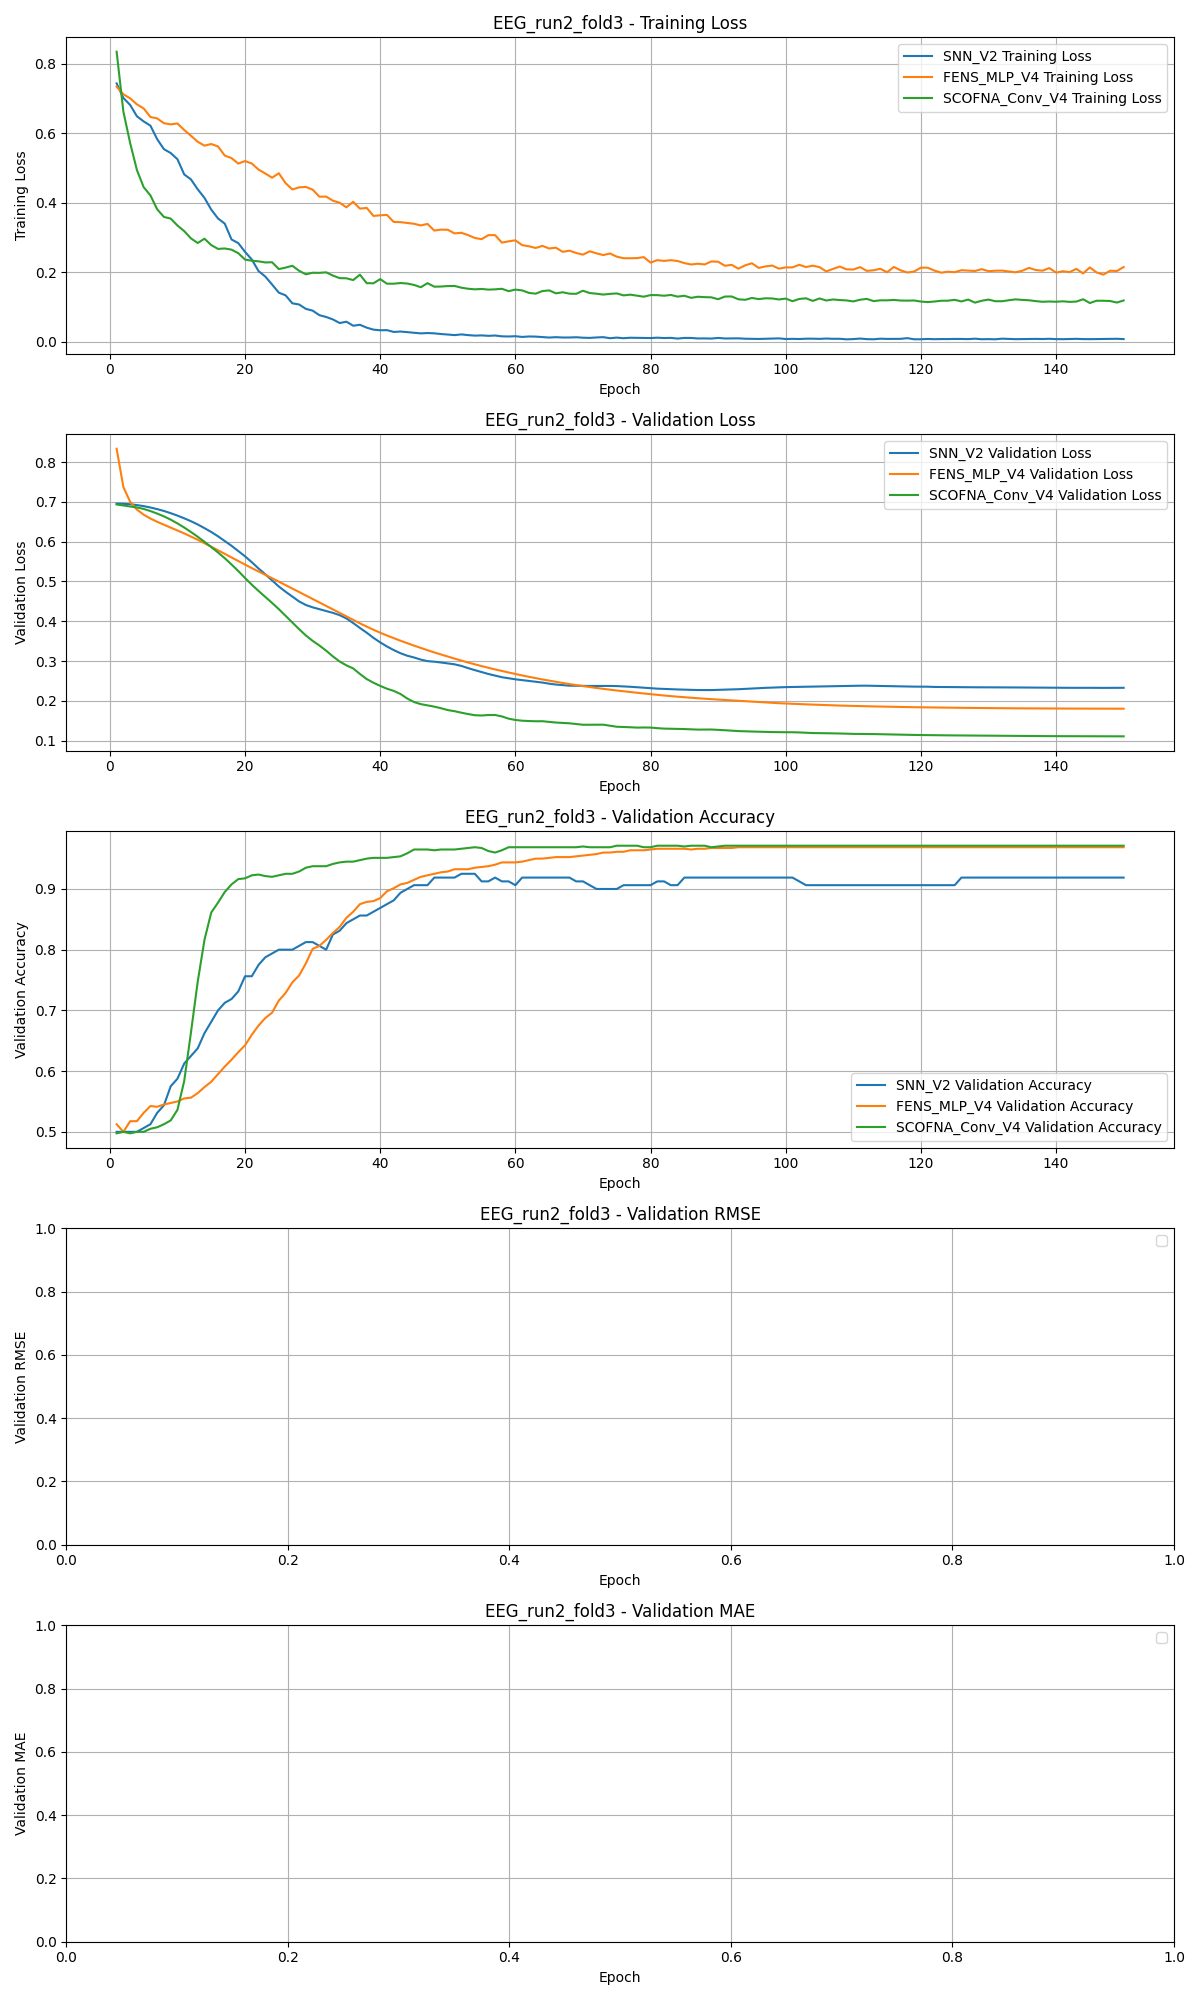 EEG_run2_fold3 - Training Loss
Training Loss
0.8
0.6
0.4
0.2
0.0
SNN_V2 Training Loss
FENS_MLP_V4 Training Loss
SCOFNA_Conv_V4 Training Loss
0 20 40 60 80 100 120 140
Epoch
EEG_run2_fold3 - Validation Loss
Validation Loss
0.8
0.7
0.6
0.5
0.4
0.3
0.2
0.1
SNN_V2 Validation Loss
FENS_MLP_V4 Validation Loss
SCOFNA_Conv_V4 Validation Loss
0 20 40 60 80 100 120 140
Epoch
EEG_run2_fold3 - Validation Accuracy
Validation Accuracy
0.9
0.8
0.7
0.6
0.5
SNN_V2 Validation Accuracy
FENS_MLP_V4 Validation Accuracy
SCOFNA_Conv_V4 Validation Accuracy
0 20 40 60 80 100 120 140
Epoch
EEG_run2_fold3 - Validation RMSE
Validation RMSE
1.0
0.8
0.6
0.4
0.2
0.0
0.0 0.2 0.4 0.6 0.8 1.0
Epoch
EEG_run2_fold3 - Validation MAE
Validation MAE
1.0
0.8
0.6
0.4
0.2
0.0
0.0 0.2 0.4 0.6 0.8 1.0
Epoch